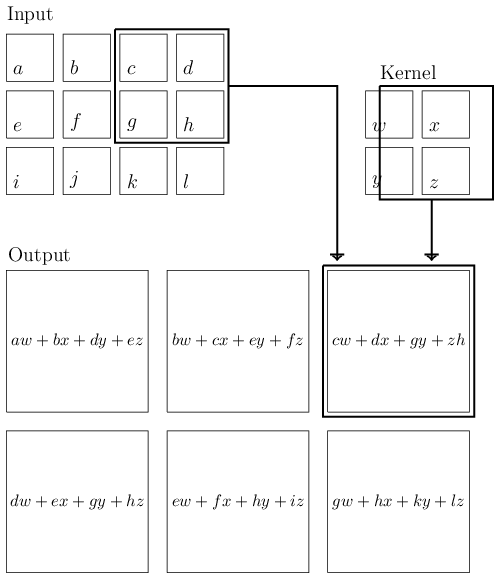 Input
a b c d
Kernel
e f g h
w x
i j k l
y z
Output
aw + bx + dy + ez bw + cx + ey + fz cw + dx + gy + zh
dw + ex + gy + hz ew + fx + hy + iz gw + hx + ky + lz